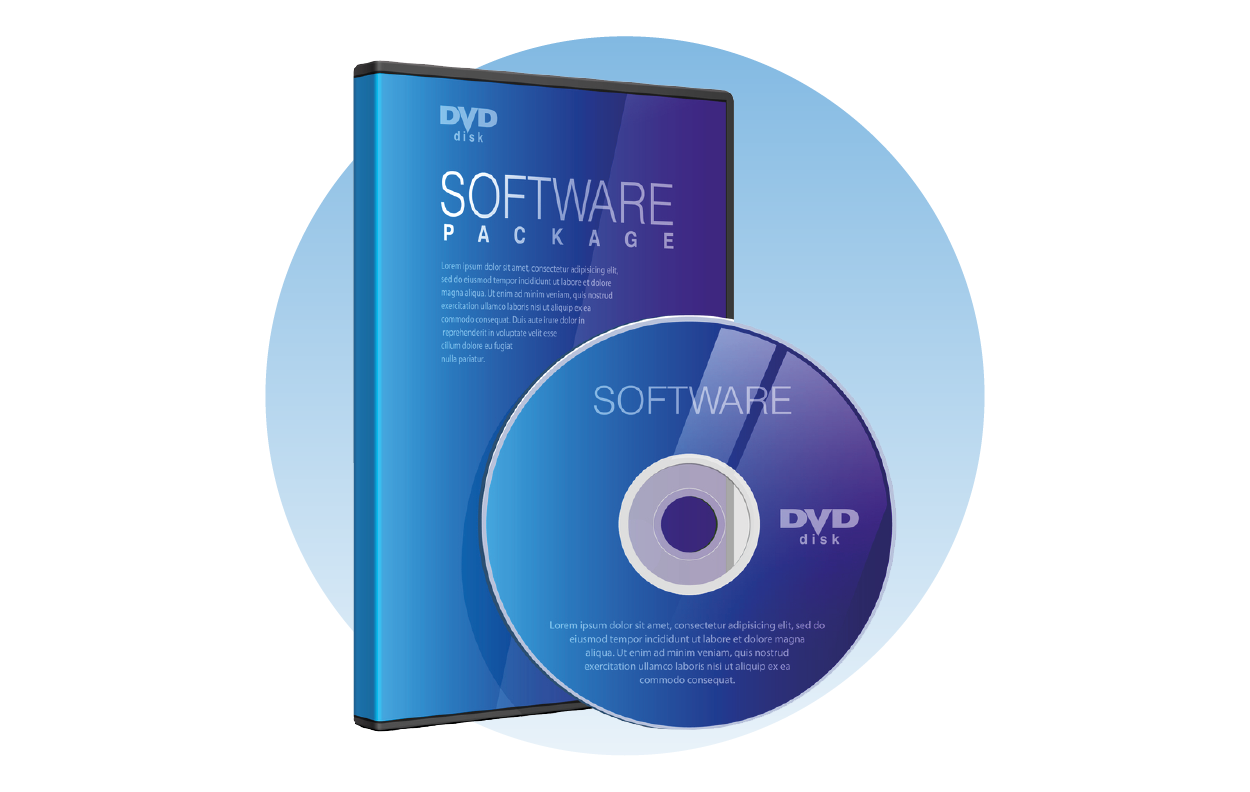 DVD
disk
SOFTWARE
PACKAGE
Lorem ipsum dolor sit amet, consectetur adipisicing elit,
sed do eiusmod tempor incididunt ut labore et dolore
magna aliqua. Ut enim ad minim veniam, quis nostrud
exercitation ullamco laboris nisi ut aliquip ex ea
commodo consequat. Duis aute irure dolor in
reprehenderit in voluptate velit esse
cillum dolore eu fugiat
nulla pariatur.
SOFTWARE
DVD
disk
Lorem ipsum dolor sit amet, consectetur adipisicing elit, sed do
eiusmod tempor incididunt ut labore et dolore magna
aliqua. Ut enim ad minim veniam, quis nostrud
exercitation ullamco laboris nisi ut aliquip ex ea
commodo consequat.